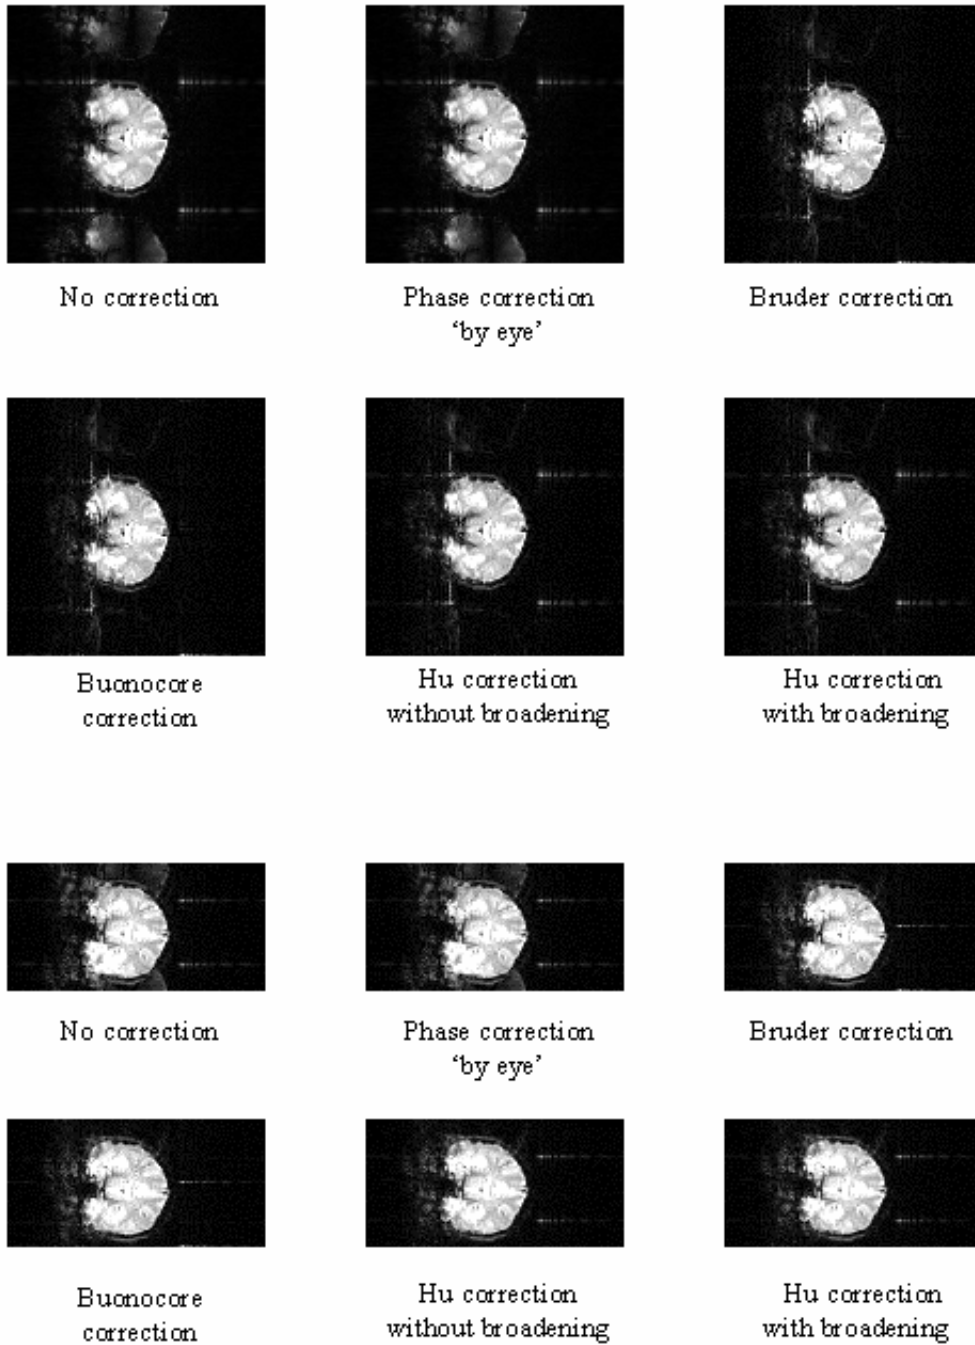 No correction
Phase correction
‘by eye’
Bruder correction
Buonocore
correction
Hu correction
without broadening
Hu correction
with broadening
No correction
Phase correction
‘by eye’
Bruder correction
Buonocore
correction
Hu correction
without broadening
Hu correction
with broadening